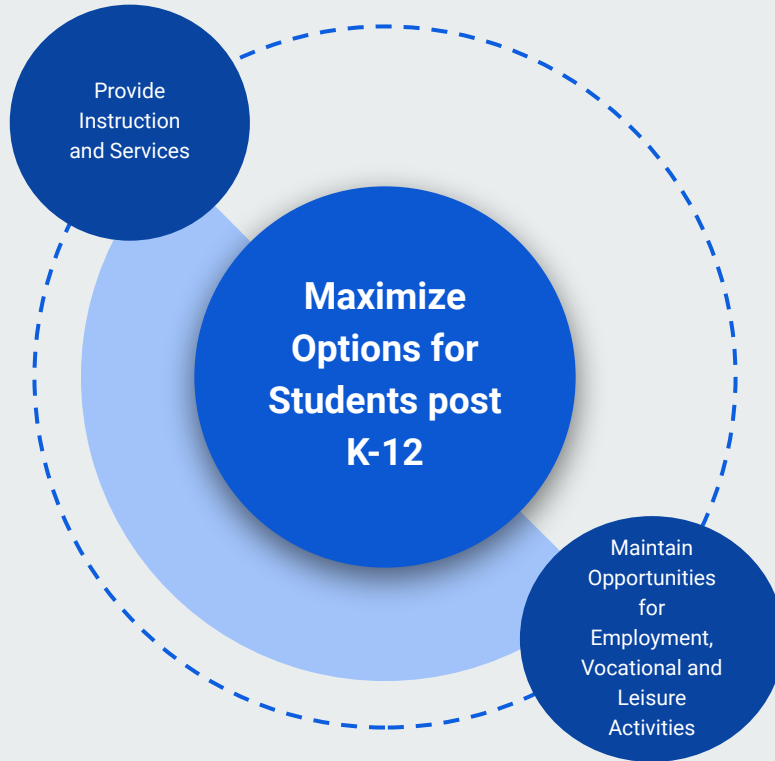 Provide
Instruction
and Services
Maximize
Options for
Students post
K-12
Maintain
Opportunities
for
Employment,
Vocational and
Leisure
Activities